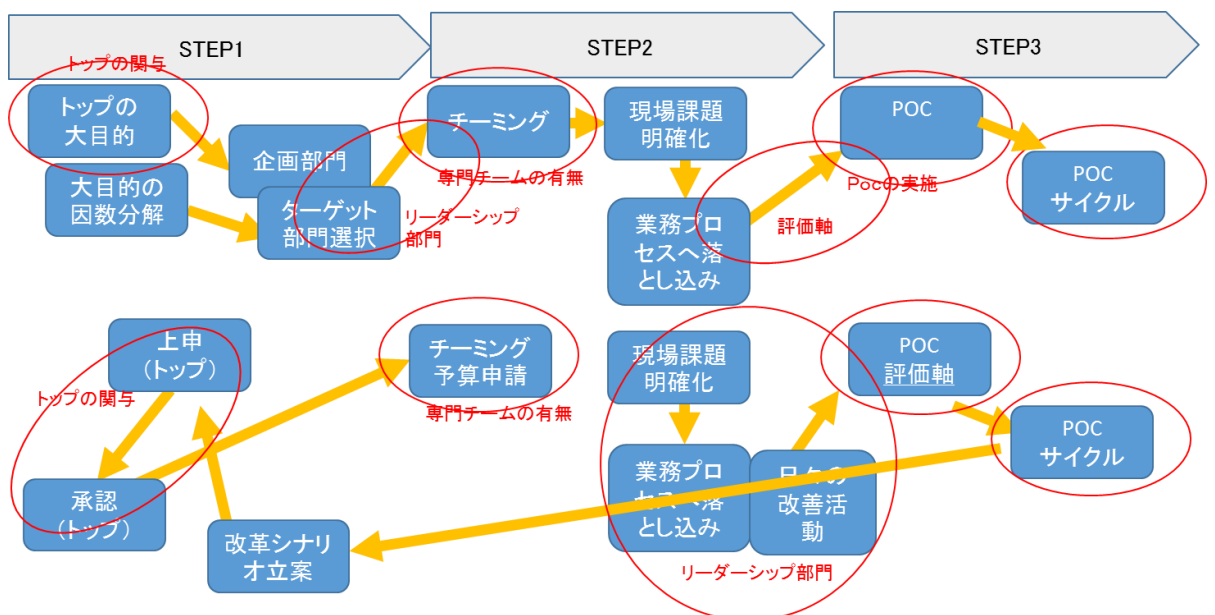 STEP1
STEP2
STEP3
トップの関与
トップの
大目的
大目的の
因数分解
企画部門
ターゲット
部門選択
リーダーシップ
部門
チーミング
専門チームの有無
現場課題
明確化
業務プロ
セスへ落
とし込み
評価軸
POC
Pocの実施
POC
サイクル
上申
(トップ)
トップの関与
承認
(トップ)
改革シナリ
オ立案
チーミング
予算申請
専門チームの有無
現場課題
明確化
業務プロ
セスへ落
とし込み
日々の
改善活
動
リーダーシップ部門
POC
評価軸
POC
サイクル